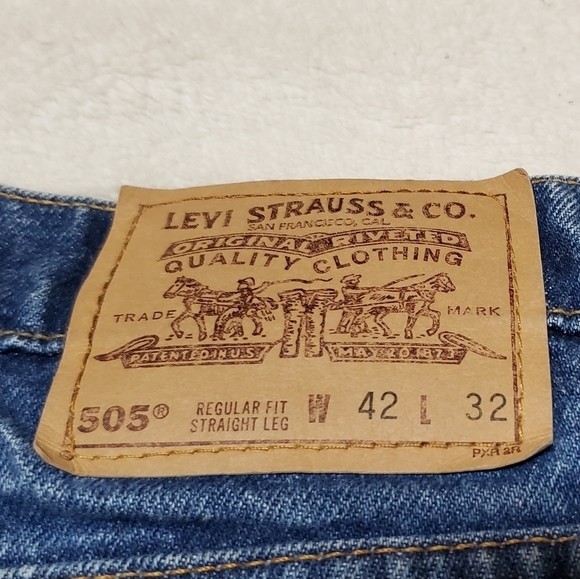 LEVI STRAUSS & CO.
SAN FRANCISCO, CAL.
ORIGINAL RIVETED
QUALITY CLOTHING
TRADE MARK
PATENTED IN U.S. MAY 20 1873
505® REGULAR FIT W 42 L 32
STRAIGHT LEG